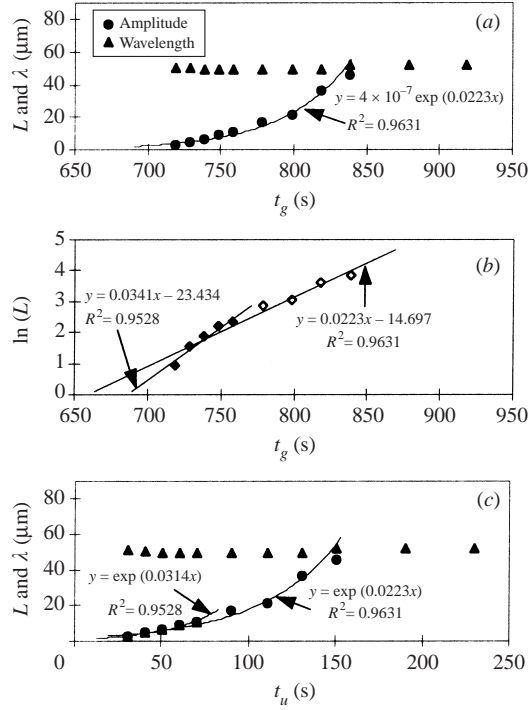 Amplitude
Wavelength
(a)
L and λ (μm)
80
60
40
20
0
y = 4 × 10⁻⁷ exp (0.0223x)
R² = 0.9631
650 700 750 800 850 900 950
t_g (s)
(b)
ln (L)
5
4
3
2
1
0
y = 0.0341x – 23.434
R² = 0.9528
y = 0.0223x – 14.697
R² = 0.9631
650 700 750 800 850 900 950
t_g (s)
(c)
L and λ (μm)
80
60
40
20
y = exp (0.0314x)
R² = 0.9528
y = exp (0.0223x)
R² = 0.9631
0 50 100 150 200 250
t_u (s)